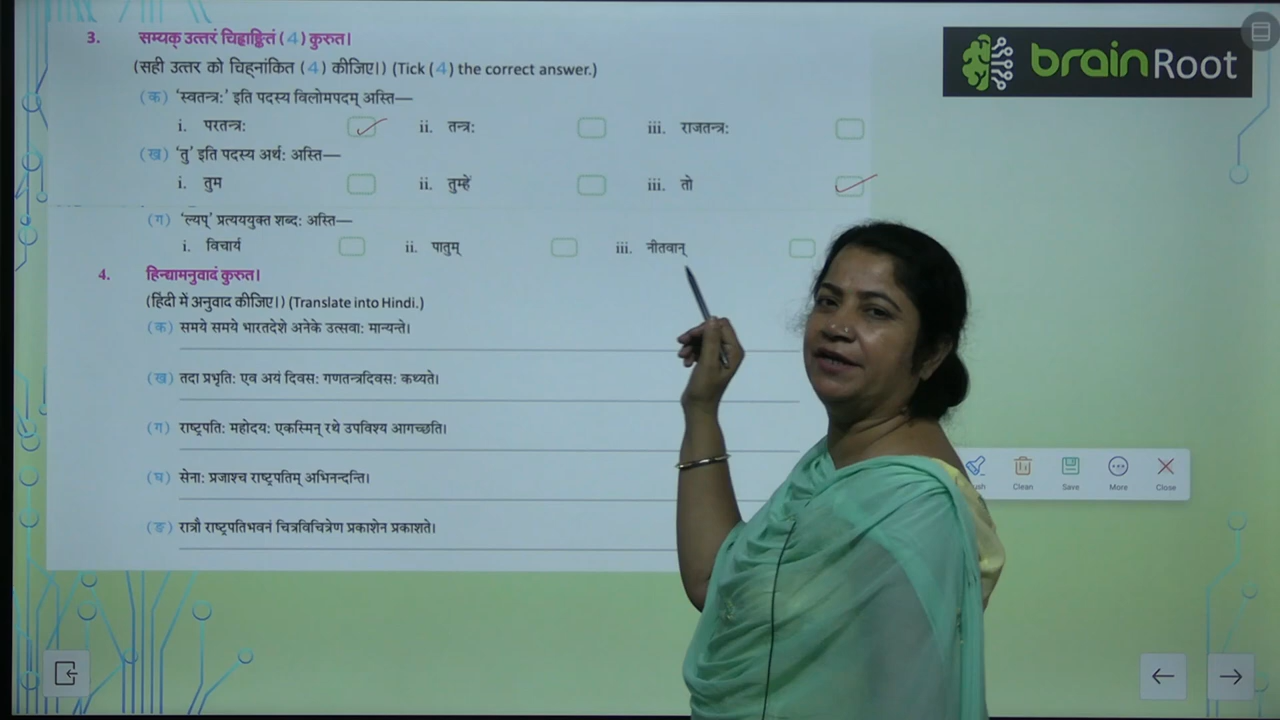 brainRoot
3. सम्यक् उत्तरं चिह्नाङ्कितं (4) कुरुत।
(सही उत्तर को चिह्नांकित (4) कीजिए।) (Tick (4) the correct answer.)
(क) 'स्वतन्त्र:' इति पदस्य विलोमपदम् अस्ति—
i. परतन्त्र: ii. तन्त्र: iii. राजतन्त्र:
(ख) 'तु' इति पदस्य अर्थ: अस्ति—
i. तुम ii. तुम्हें iii. तो
(ग) 'ल्यप्' प्रत्यययुक्त शब्द: अस्ति—
i. विचार्य ii. पातुम् iii. नीतवान्
4. हिन्द्यामनुवादं कुरुत।
(हिंदी में अनुवाद कीजिए।) (Translate into Hindi.)
(क) समये समये भारतदेशे अनेके उत्सवा: मान्यन्ते।
(ख) तदा प्रभृति: एव अयं दिवस: गणतन्त्रदिवस: कथ्यते।
(ग) राष्ट्रपति: महोदय: एकस्मिन् रथे उपविश्य आगच्छति।
(घ) सेना: प्रजाश्च राष्ट्रपतिम् अभिनन्दन्ति।
(ङ) रात्रौ राष्ट्रपतिभवनं चित्रविचित्रेण प्रकाशेन प्रकाशते।
ush Clean Save More Close